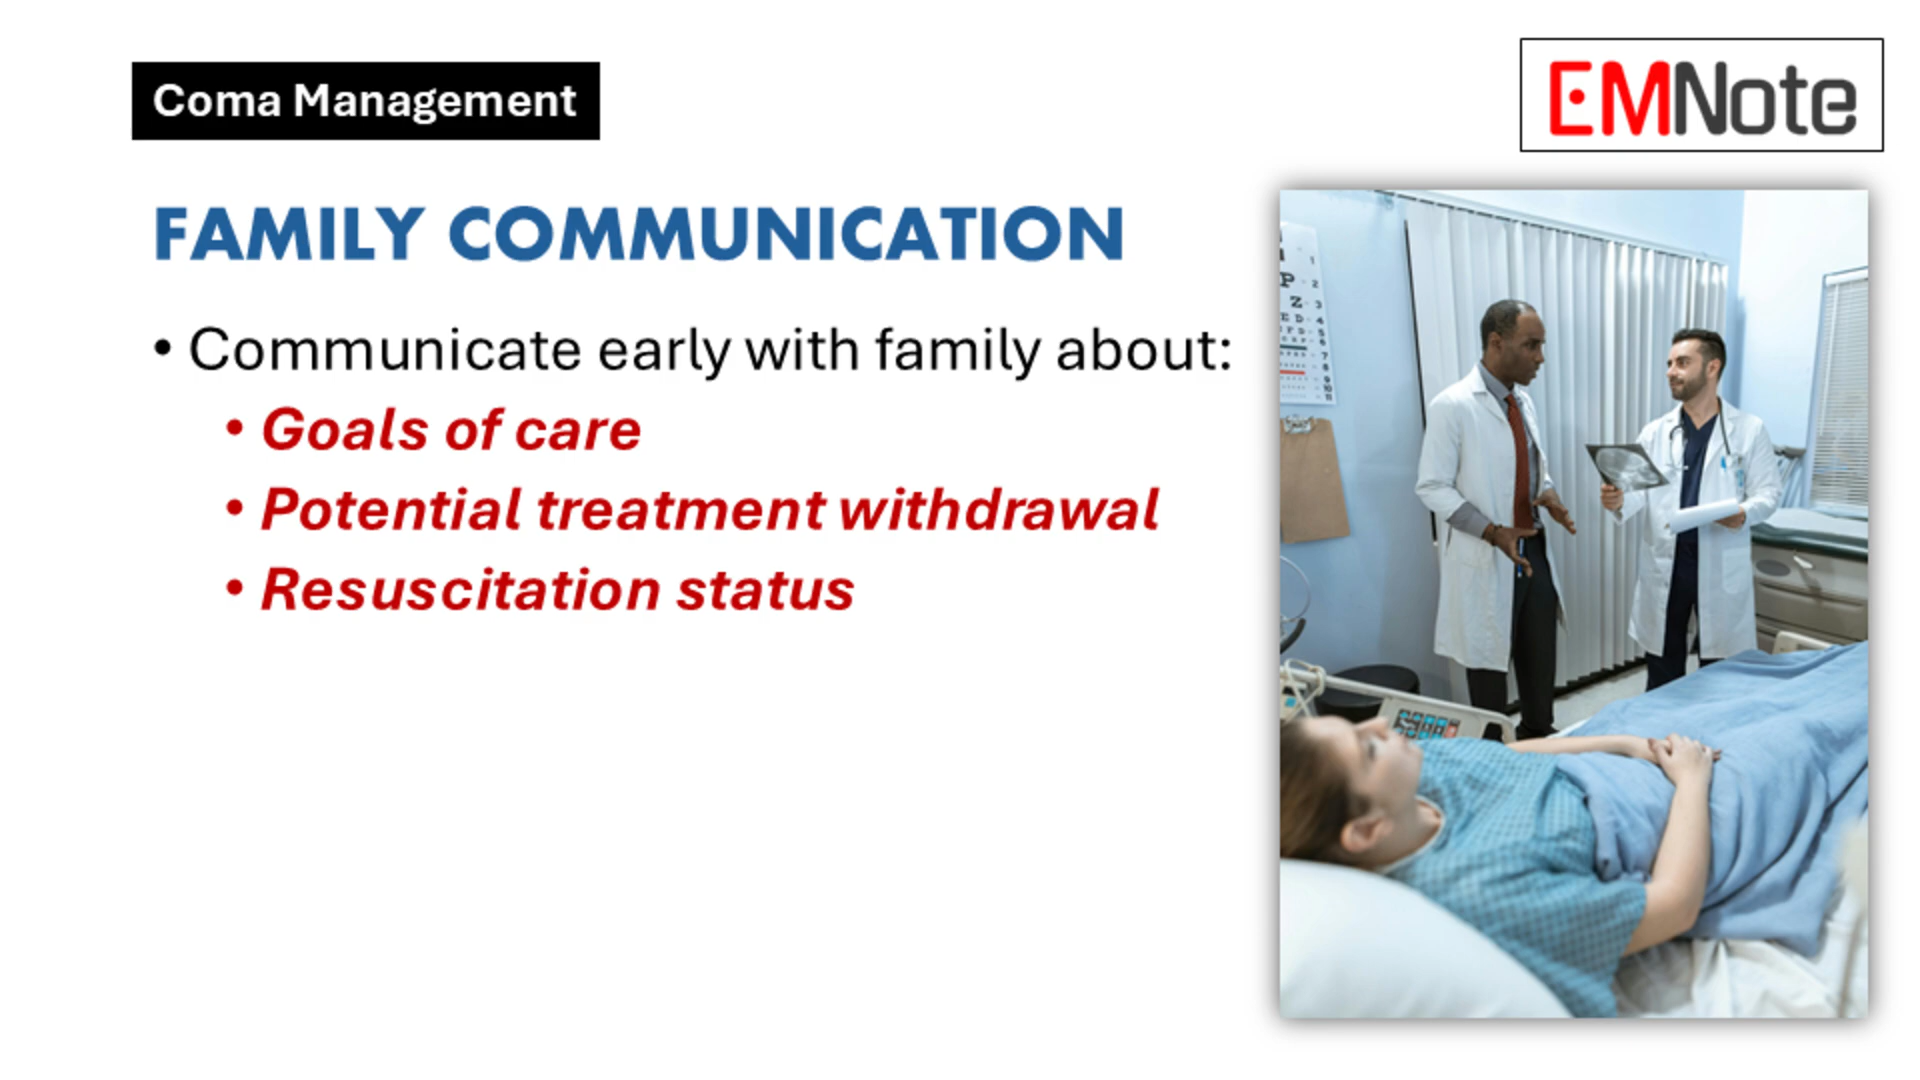 Coma Management
EMNote
FAMILY COMMUNICATION
• Communicate early with family about:
• Goals of care
• Potential treatment withdrawal
• Resuscitation status